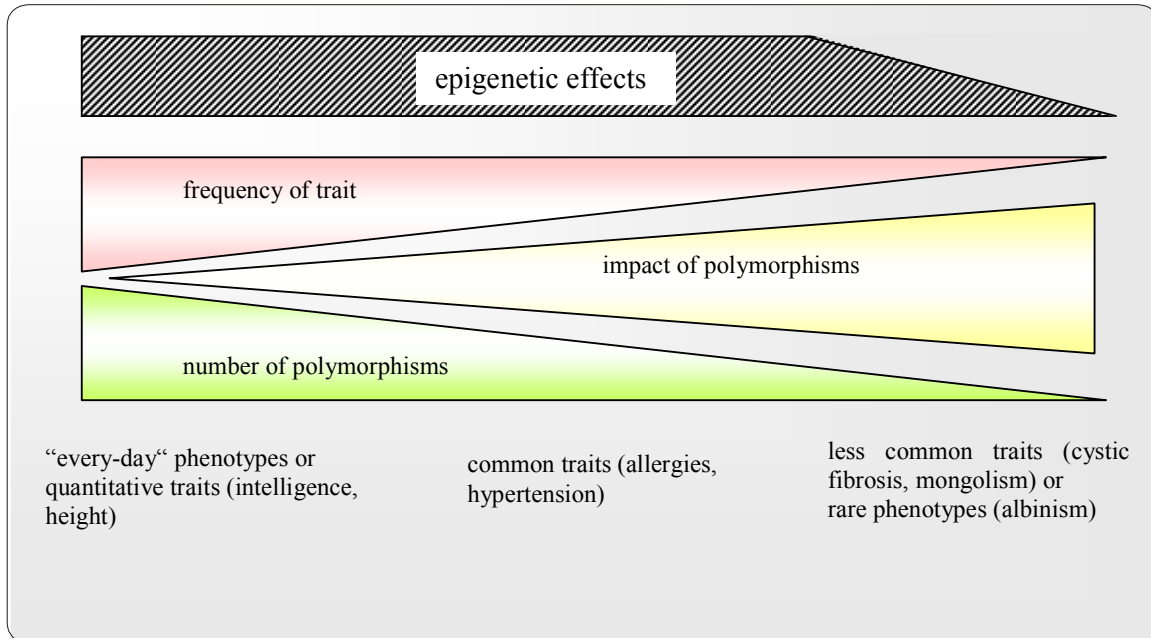 epigenetic effects
frequency of trait
impact of polymorphisms
number of polymorphisms
“every-day“ phenotypes or
quantitative traits (intelligence,
height)
common traits (allergies,
hypertension)
less common traits (cystic
fibrosis, mongolism) or
rare phenotypes (albinism)